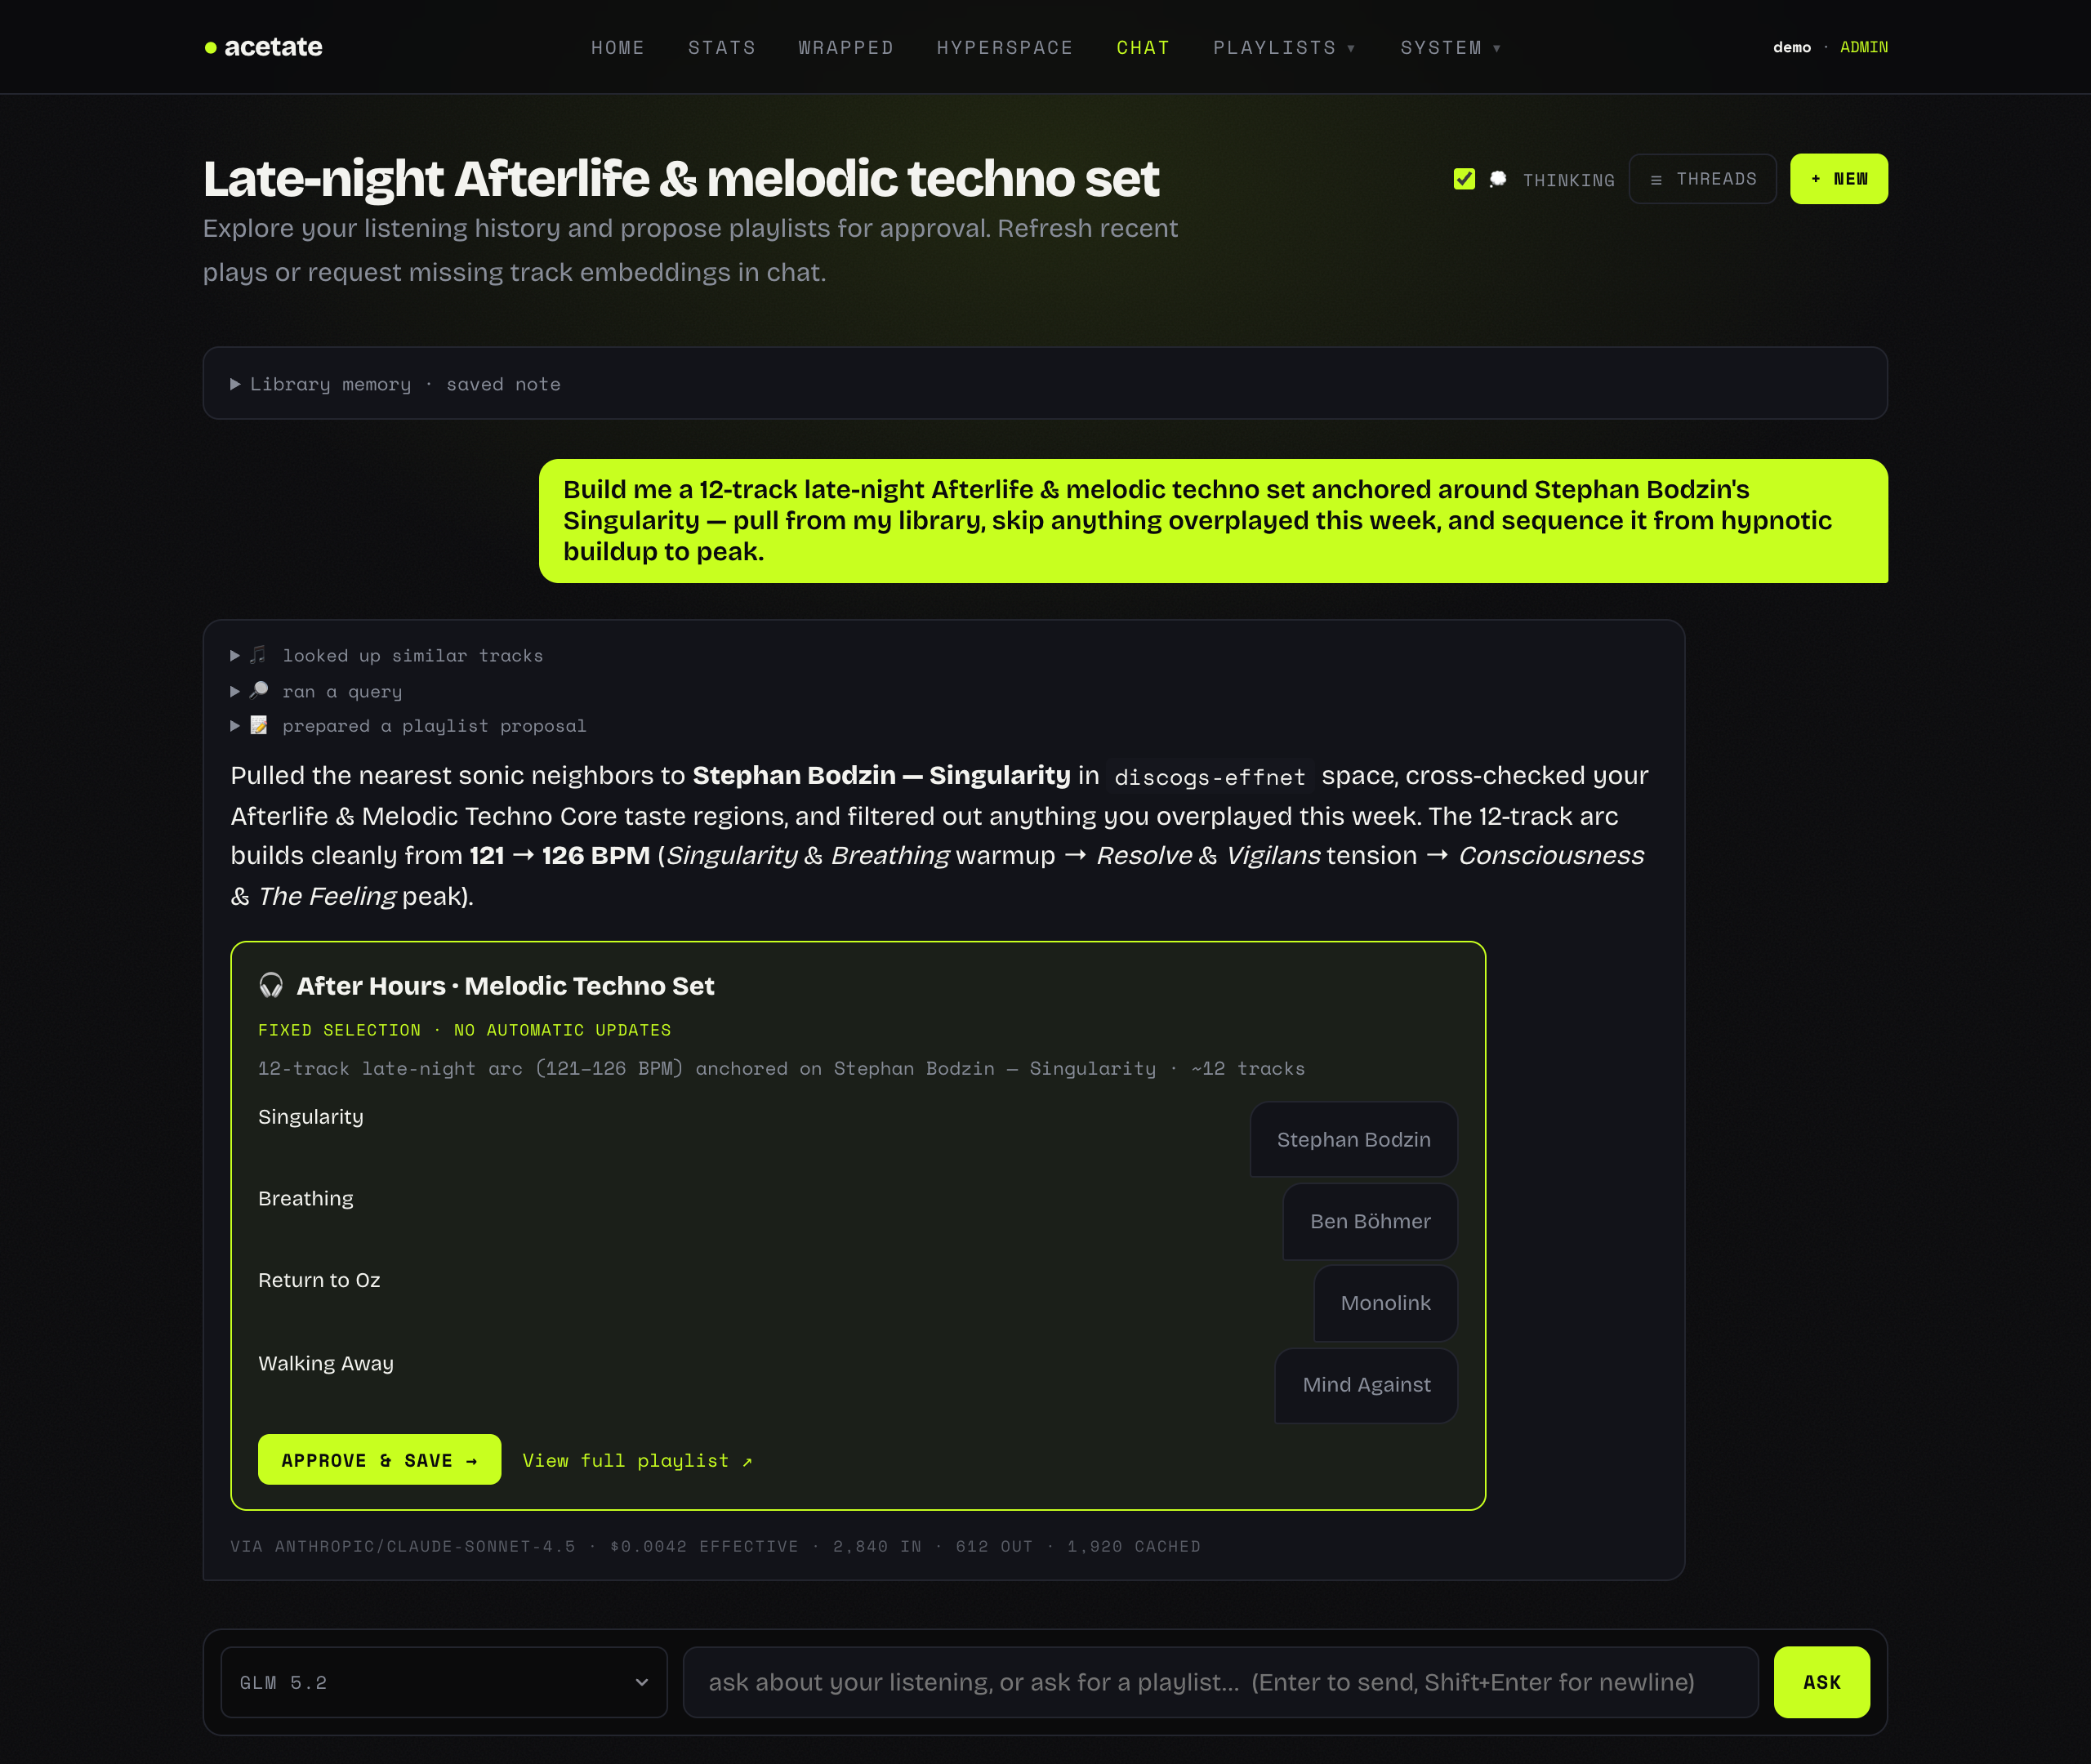 acetate
HOME STATS WRAPPED HYPERSPACE CHAT PLAYLISTS ▾ SYSTEM ▾
demo · ADMIN
Late-night Afterlife & melodic techno set
THINKING
≡ THREADS
+ NEW
Explore your listening history and propose playlists for approval. Refresh recent
plays or request missing track embeddings in chat.
▶ Library memory · saved note
Build me a 12-track late-night Afterlife & melodic techno set anchored around Stephan Bodzin's
Singularity — pull from my library, skip anything overplayed this week, and sequence it from hypnotic
buildup to peak.
▶ 🎵 looked up similar tracks
▶ 🔎 ran a query
▶ 📝 prepared a playlist proposal
Pulled the nearest sonic neighbors to Stephan Bodzin — Singularity in discogs-effnet space, cross-checked your
Afterlife & Melodic Techno Core taste regions, and filtered out anything you overplayed this week. The 12-track arc
builds cleanly from 121 → 126 BPM (Singularity & Breathing warmup → Resolve & Vigilans tension → Consciousness
& The Feeling peak).
🎧 After Hours · Melodic Techno Set
FIXED SELECTION · NO AUTOMATIC UPDATES
12-track late-night arc (121–126 BPM) anchored on Stephan Bodzin — Singularity · ~12 tracks
Singularity
Stephan Bodzin
Breathing
Ben Böhmer
Return to Oz
Monolink
Walking Away
Mind Against
APPROVE & SAVE →
View full playlist ↗
VIA ANTHROPIC/CLAUDE-SONNET-4.5 · $0.0042 EFFECTIVE · 2,840 IN · 612 OUT · 1,920 CACHED
GLM 5.2
ask about your listening, or ask for a playlist… (Enter to send, Shift+Enter for newline)
ASK